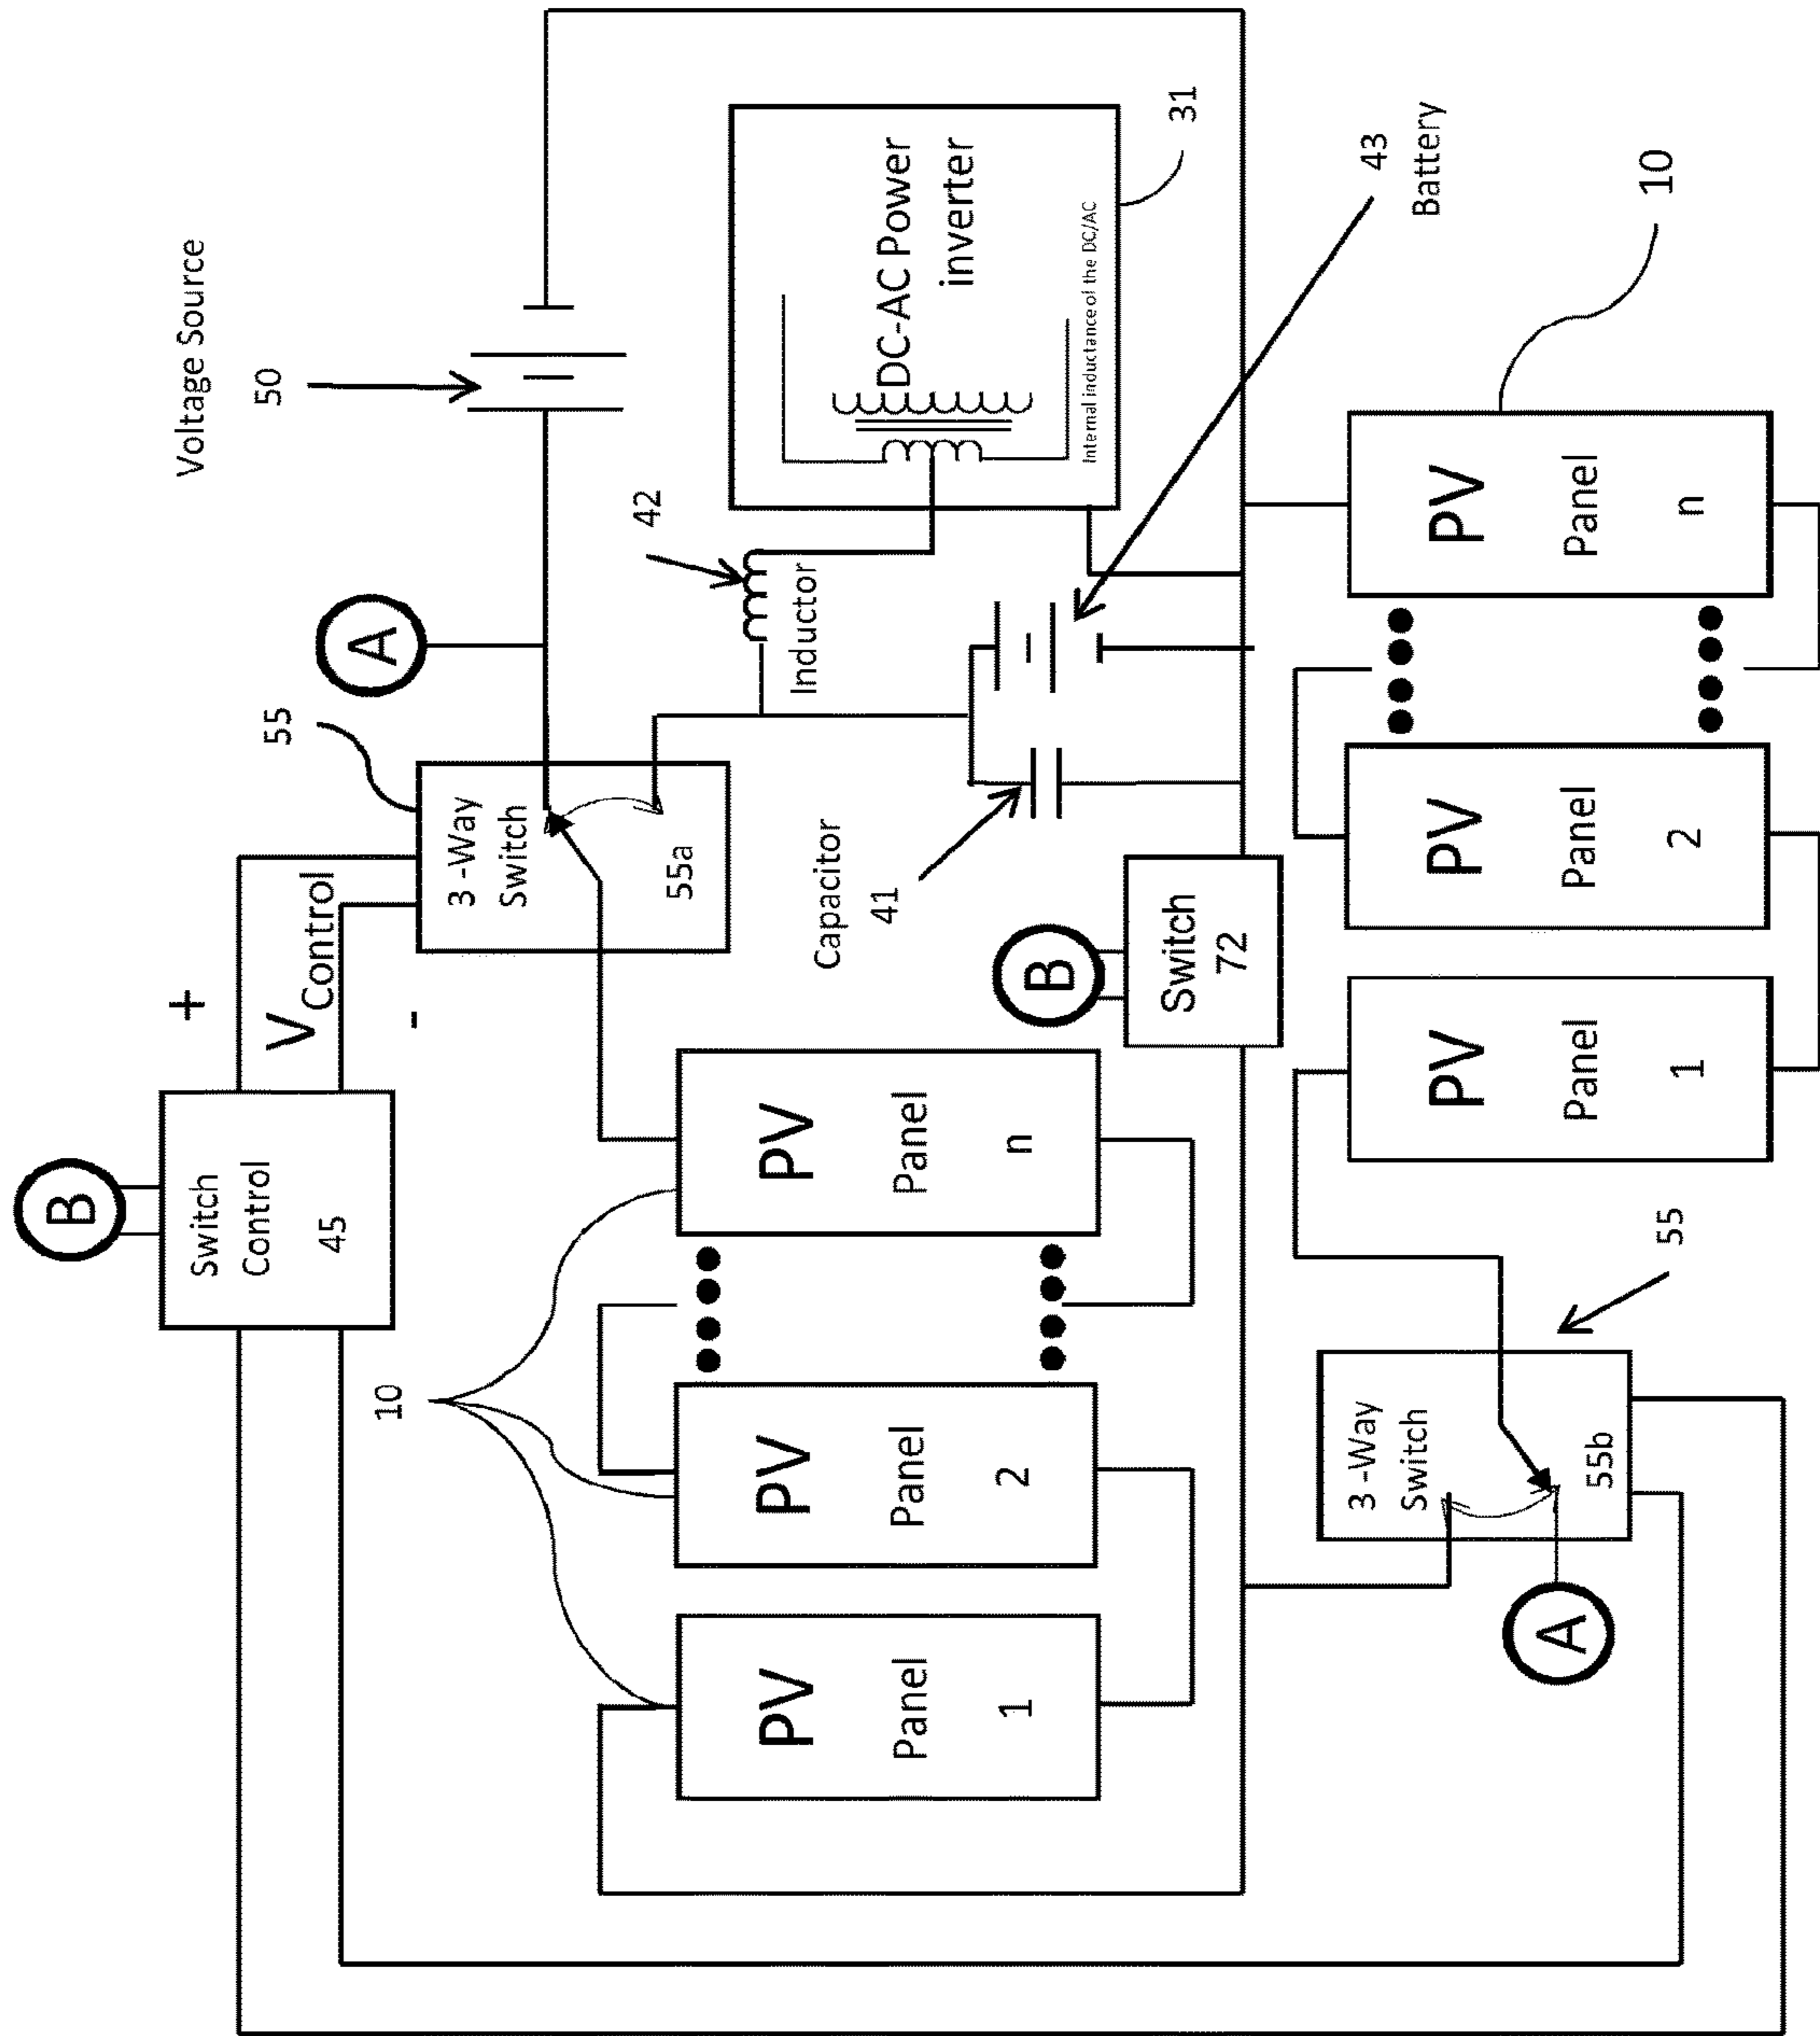 B
Switch
Control
45
+
V Control
-
Voltage Source
50
A
55
3 -Way
Switch
55a
10
42
Inductor
DC-AC Power
inverter
Internal inductance of the DC/AC
31
PV
Panel
1
PV
Panel
2
PV
Panel
n
Capacitor
41
B
Switch
72
43
Battery
3 -Way
Switch
55b
A
55
PV
Panel
1
PV
Panel
2
PV
Panel
n
10